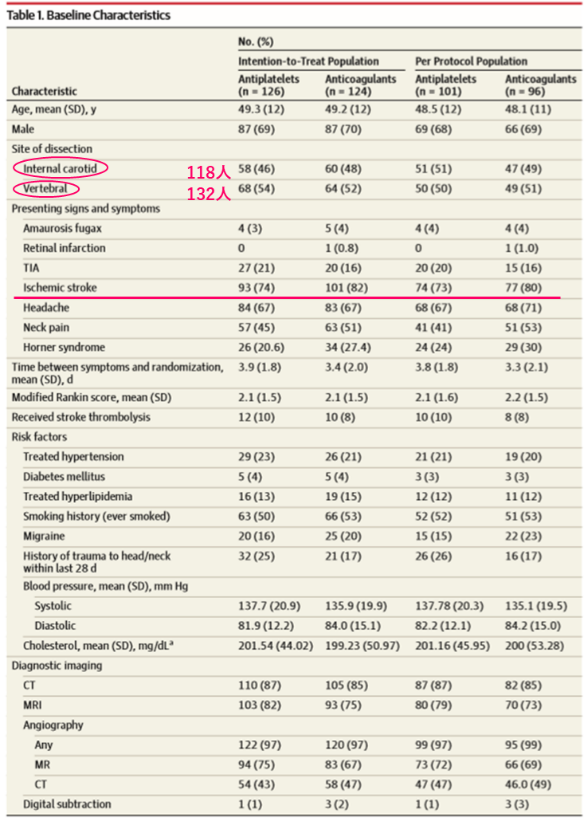 Table 1. Baseline Characteristics
No. (%)
Intention-to-Treat Population Per Protocol Population
Characteristic Antiplatelets (n = 126) Anticoagulants (n = 124) Antiplatelets (n = 101) Anticoagulants (n = 96)
Age, mean (SD), y 49.3 (12) 49.2 (12) 48.5 (12) 48.1 (11)
Male 87 (69) 87 (70) 69 (68) 66 (69)
Site of dissection
Internal carotid 118人 58 (46) 60 (48) 51 (51) 47 (49)
Vertebral 132人 68 (54) 64 (52) 50 (50) 49 (51)
Presenting signs and symptoms
Amaurosis fugax 4 (3) 5 (4) 4 (4) 4 (4)
Retinal infarction 0 1 (0.8) 0 1 (1.0)
TIA 27 (21) 20 (16) 20 (20) 15 (16)
Ischemic stroke 93 (74) 101 (82) 74 (73) 77 (80)
Headache 84 (67) 83 (67) 68 (67) 68 (71)
Neck pain 57 (45) 63 (51) 41 (41) 51 (53)
Horner syndrome 26 (20.6) 34 (27.4) 24 (24) 29 (30)
Time between symptoms and randomization, mean (SD), d 3.9 (1.8) 3.4 (2.0) 3.8 (1.8) 3.3 (2.1)
Modified Rankin score, mean (SD) 2.1 (1.5) 2.1 (1.5) 2.1 (1.6) 2.2 (1.5)
Received stroke thrombolysis 12 (10) 10 (8) 10 (10) 8 (8)
Risk factors
Treated hypertension 29 (23) 26 (21) 21 (21) 19 (20)
Diabetes mellitus 5 (4) 5 (4) 3 (3) 3 (3)
Treated hyperlipidemia 16 (13) 19 (15) 12 (12) 11 (12)
Smoking history (ever smoked) 63 (50) 66 (53) 52 (52) 51 (53)
Migraine 20 (16) 25 (20) 15 (15) 22 (23)
History of trauma to head/neck within last 28 d 32 (25) 21 (17) 26 (26) 16 (17)
Blood pressure, mean (SD), mm Hg
Systolic 137.7 (20.9) 135.9 (19.9) 137.78 (20.3) 135.1 (19.5)
Diastolic 81.9 (12.2) 84.0 (15.1) 82.2 (12.1) 84.2 (15.0)
Cholesterol, mean (SD), mg/dLª 201.54 (44.02) 199.23 (50.97) 201.16 (45.95) 200 (53.28)
Diagnostic imaging
CT 110 (87) 105 (85) 87 (87) 82 (85)
MRI 103 (82) 93 (75) 80 (79) 70 (73)
Angiography
Any 122 (97) 120 (97) 99 (97) 95 (99)
MR 94 (75) 83 (67) 73 (72) 66 (69)
CT 54 (43) 58 (47) 47 (47) 46.0 (49)
Digital subtraction 1 (1) 3 (2) 1 (1) 3 (3)